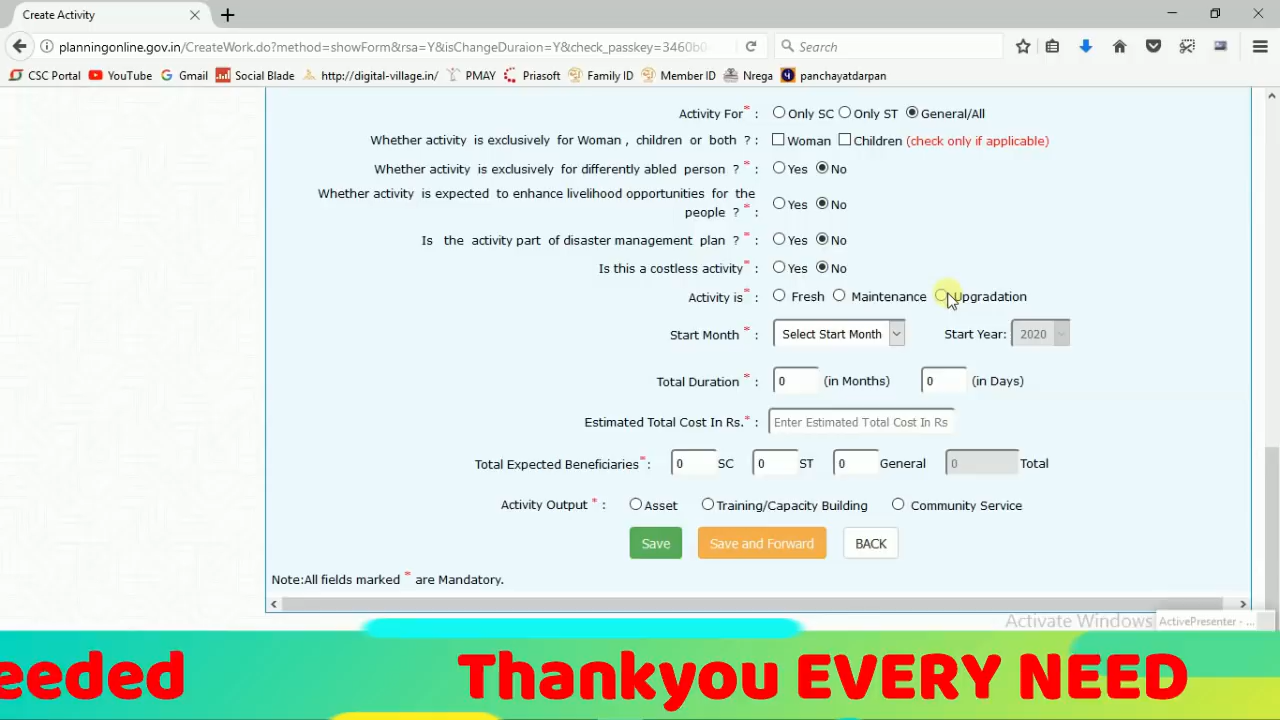 Create Activity
planningonline.gov.in/CreateWork.do?method=showForm&rsa=Y&isChangeDuraion=Y&check_passkey=3460b0
Search
CSC Portal YouTube Gmail Social Blade http://digital-village.in/ PMAY Priasoft Family ID Member ID Nrega panchayatdarpan
Activity For* : Only SC Only ST General/All
Whether activity is exclusively for Woman , children or both ? : Woman Children (check only if applicable)
Whether activity is exclusively for differently abled person ? * : Yes No
Whether activity is expected to enhance livelihood opportunities for the
people ? * : Yes No
Is the activity part of disaster management plan ? * : Yes No
Is this a costless activity* : Yes No
Activity is* : Fresh Maintenance Upgradation
Start Month * : Select Start Month Start Year: 2020
Total Duration * : 0 (in Months) 0 (in Days)
Estimated Total Cost In Rs.* : Enter Estimated Total Cost In Rs
Total Expected Beneficiaries* : 0 SC 0 ST 0 General 0 Total
Activity Output * : Asset Training/Capacity Building Community Service
Save Save and Forward BACK
Note:All fields marked * are Mandatory.
Activate Windows ActivePresenter - ...
eeded Thankyou EVERY NEED